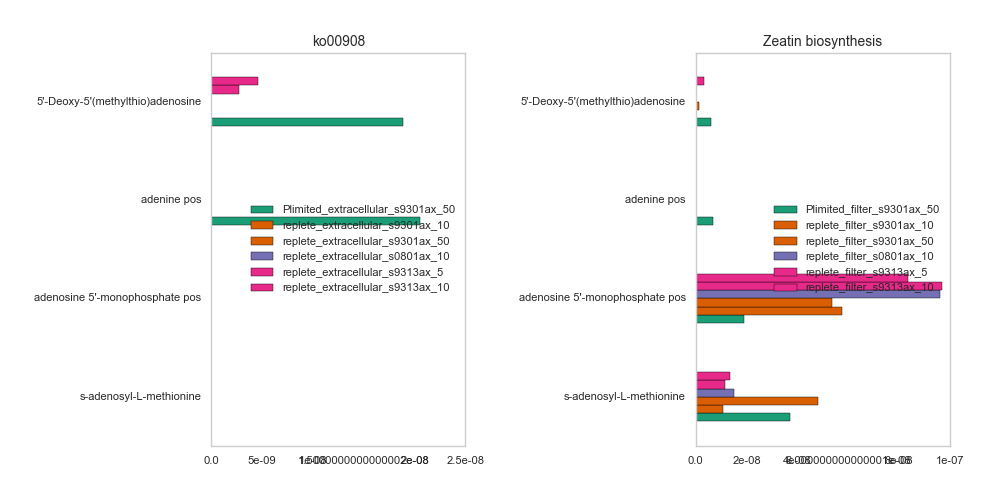 ko00908
5'-Deoxy-5'(methylthio)adenosine
adenine pos
adenosine 5'-monophosphate pos
s-adenosyl-L-methionine
Plimited_extracellular_s9301ax_50
replete_extracellular_s9301ax_10
replete_extracellular_s9301ax_50
replete_extracellular_s0801ax_10
replete_extracellular_s9313ax_5
replete_extracellular_s9313ax_10
0.0 5e-09 2e-08 2.5e-08
Zeatin biosynthesis
5'-Deoxy-5'(methylthio)adenosine
adenine pos
adenosine 5'-monophosphate pos
s-adenosyl-L-methionine
Plimited_filter_s9301ax_50
replete_filter_s9301ax_10
replete_filter_s9301ax_50
replete_filter_s0801ax_10
replete_filter_s9313ax_5
replete_filter_s9313ax_10
0.0 2e-08 1e-07